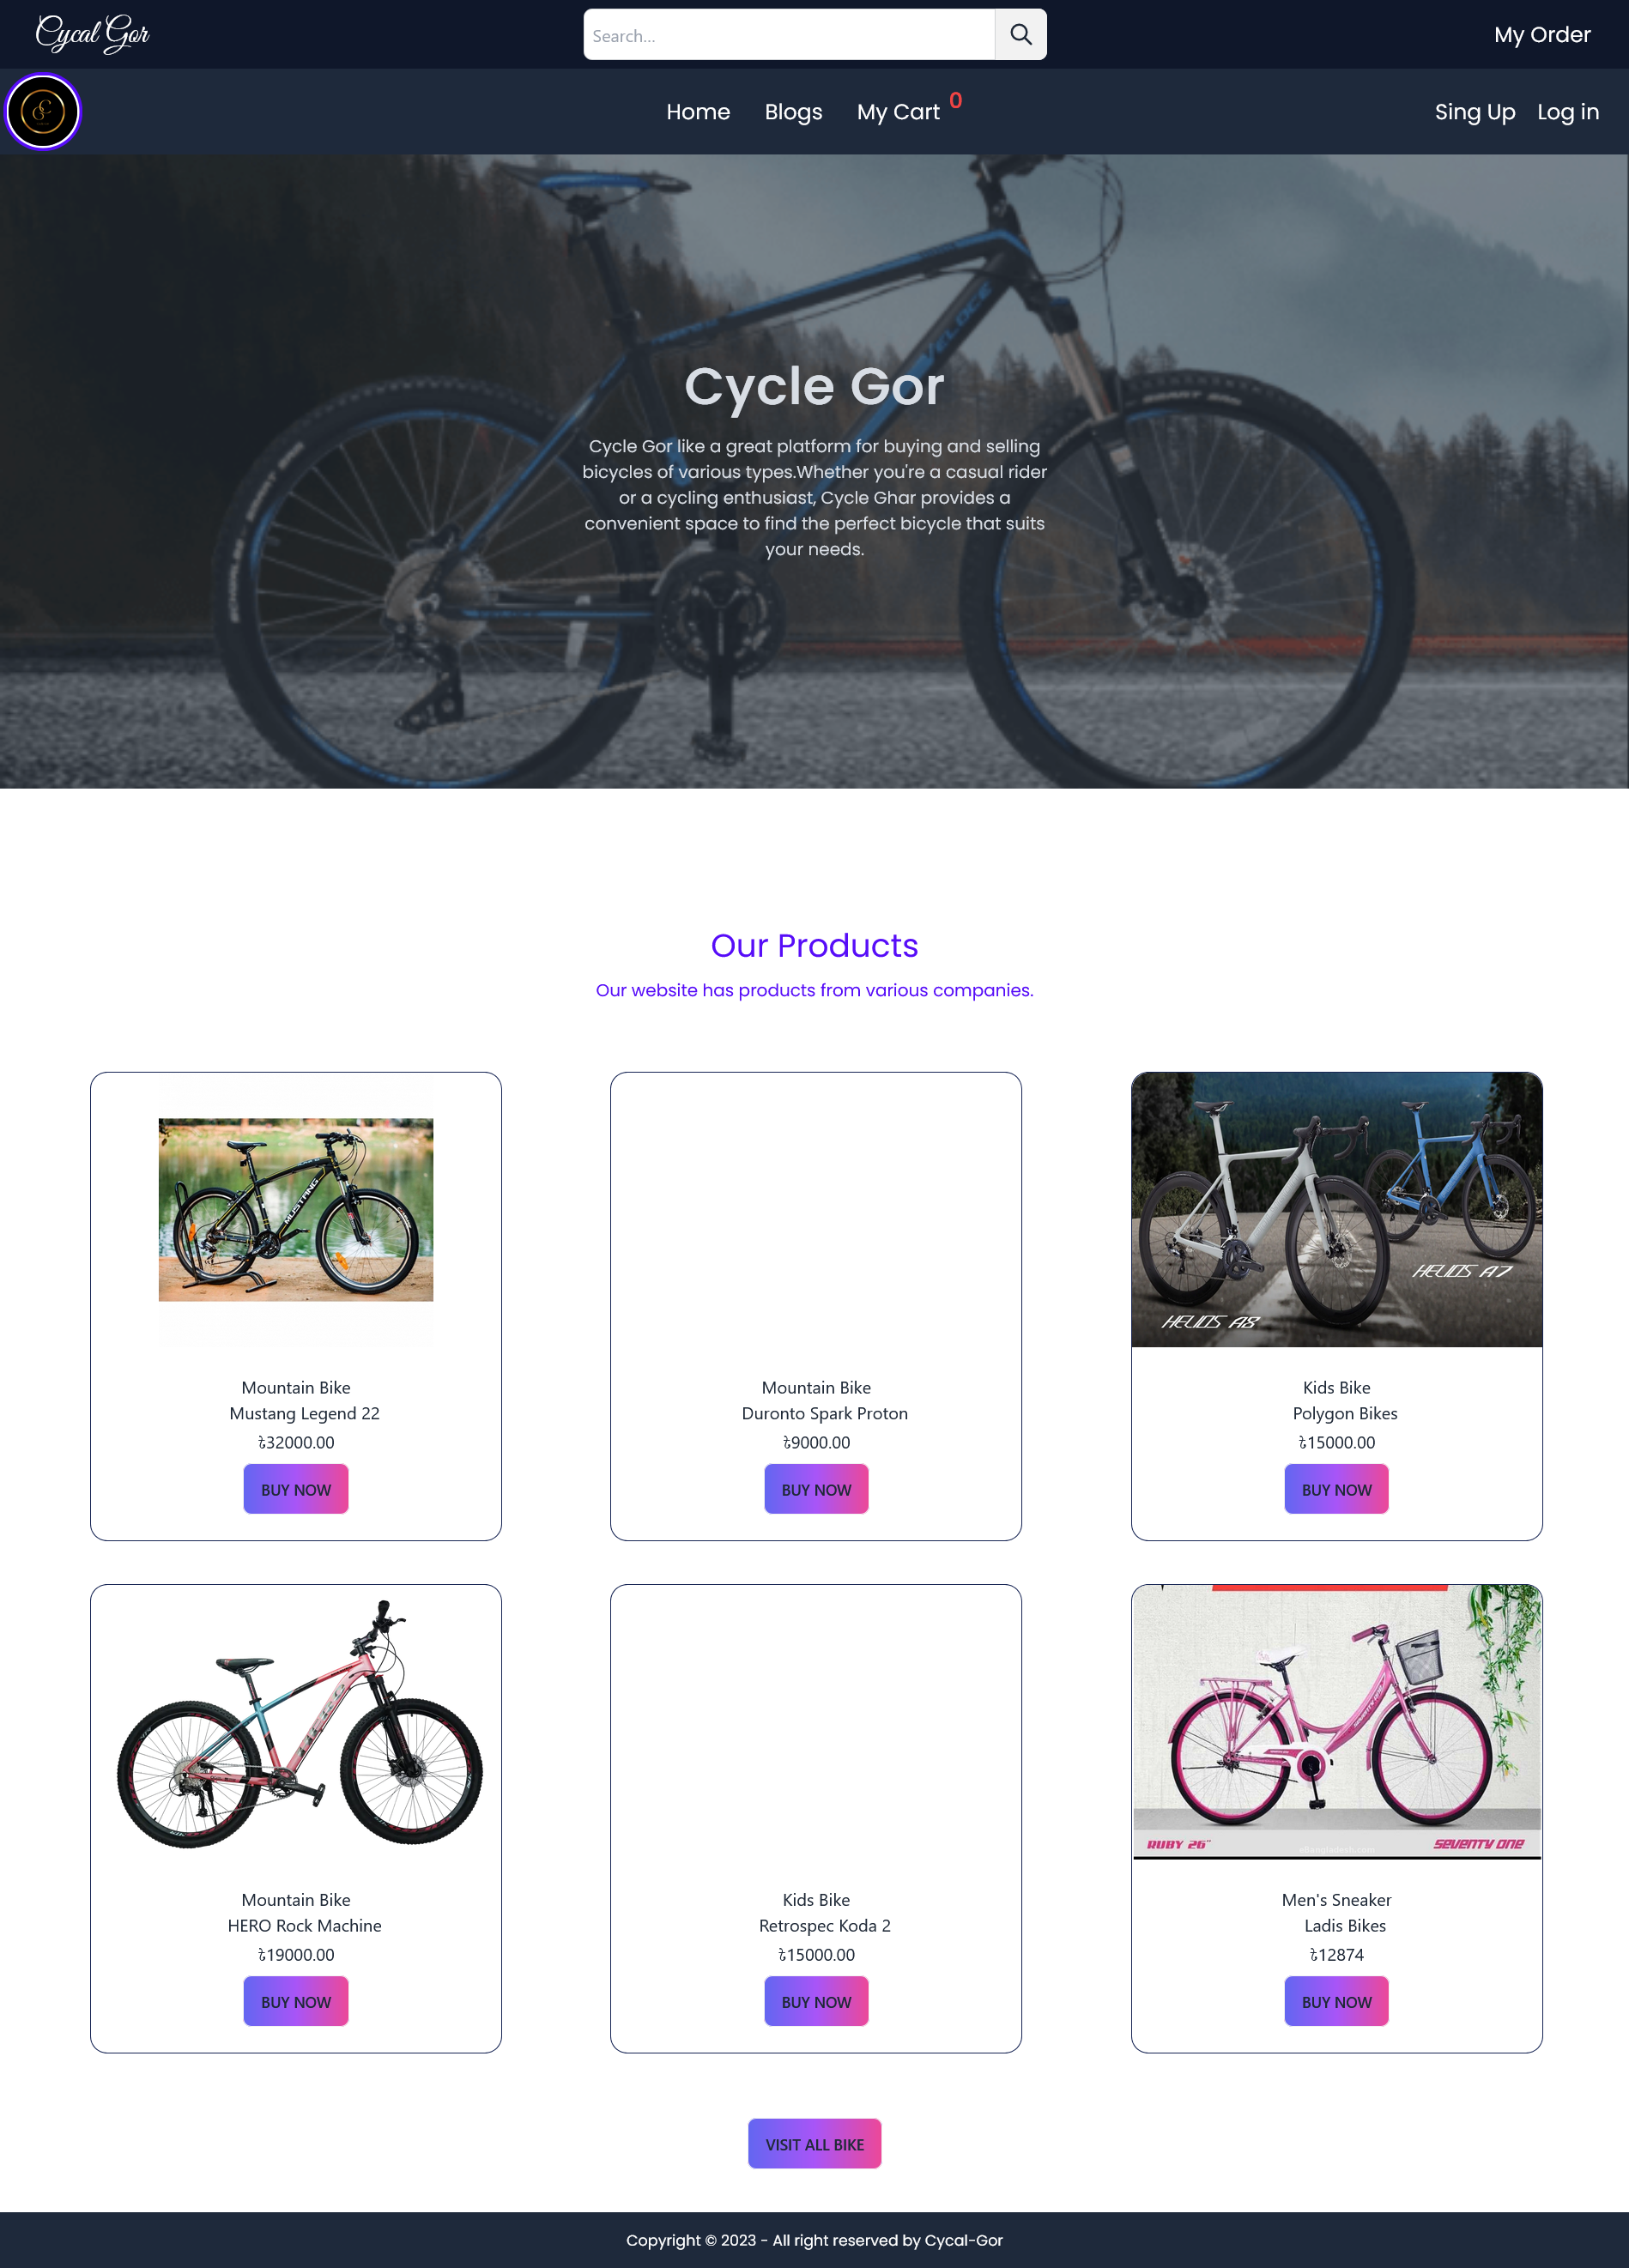 Cycal Gor
Search...
My Order
Home Blogs My Cart 0
Sing Up Log in
VELOCE
SMART SAM
Cycle Gor
Cycle Gor like a great platform for buying and selling
bicycles of various types.Whether you're a casual rider
or a cycling enthusiast, Cycle Ghar provides a
convenient space to find the perfect bicycle that suits
your needs.
Our Products
Our website has products from various companies.
MUSTANG
Mountain Bike
Mustang Legend 22
৳32000.00
BUY NOW
Mountain Bike
Duronto Spark Proton
৳9000.00
BUY NOW
HELIOS A7
HELIOS A8
Kids Bike
Polygon Bikes
৳15000.00
BUY NOW
HERO
Mountain Bike
HERO Rock Machine
৳19000.00
BUY NOW
Kids Bike
Retrospec Koda 2
৳15000.00
BUY NOW
RUBY 26"
SEVENTY ONE
Men's Sneaker
Ladis Bikes
৳12874
BUY NOW
VISIT ALL BIKE
Copyright © 2023 - All right reserved by Cycal-Gor